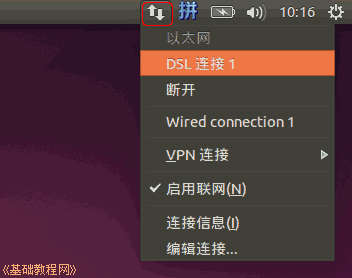 拼 10:16
以太网
DSL 连接 1
断开
Wired connection 1
VPN 连接
启用联网(N)
连接信息(I)
编辑连接...
《基础教程网》